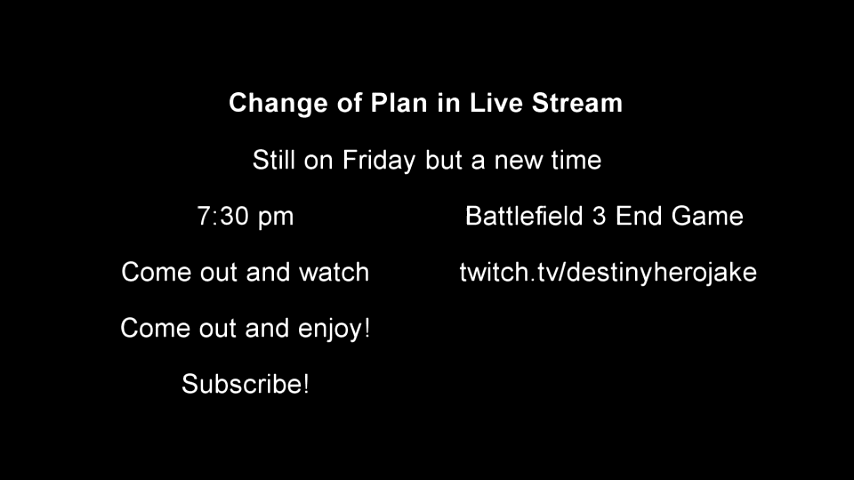 Change of Plan in Live Stream
Still on Friday but a new time
7:30 pm
Battlefield 3 End Game
Come out and watch
twitch.tv/destinyherojake
Come out and enjoy!
Subscribe!